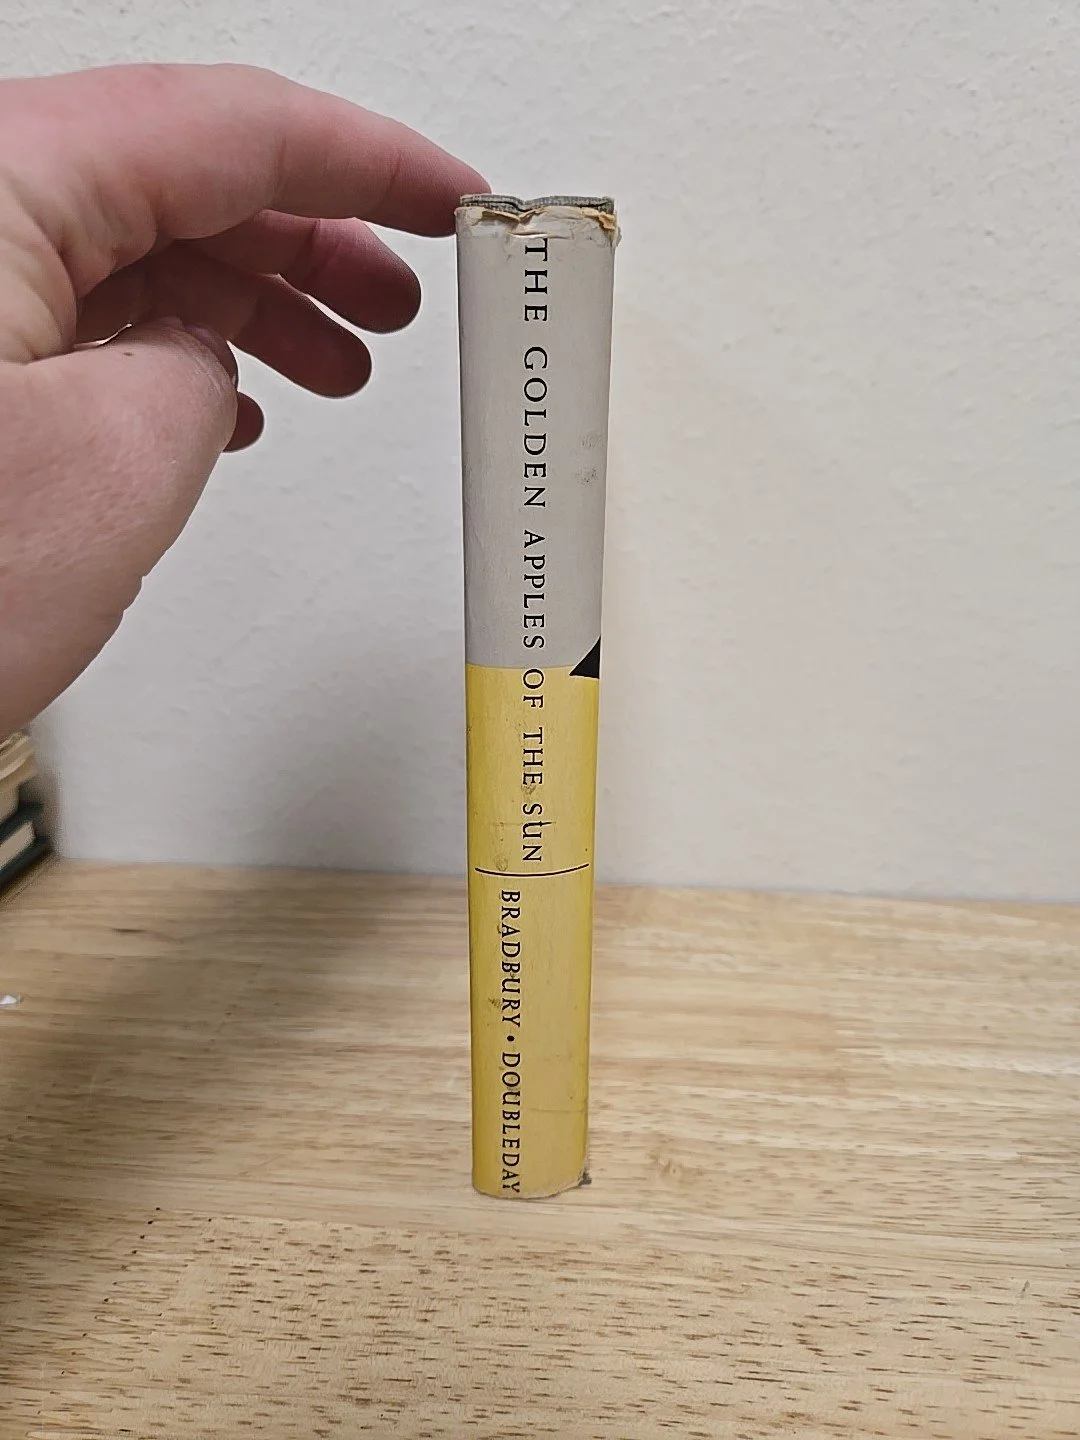 THE GOLDEN APPLES OF THE SUN
BRADBURY • DOUBLEDAY